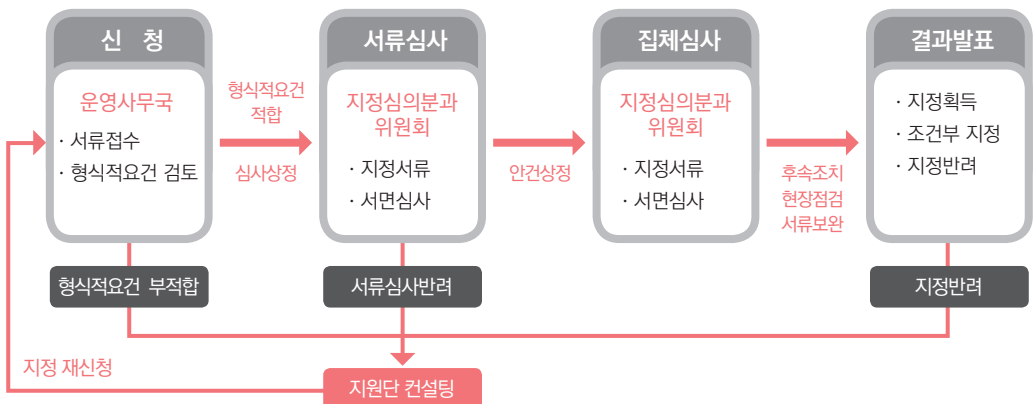 신 청
운영사무국
· 서류접수
· 형식적요건 검토
형식적요건
적합
심사상정
서류심사
지정심의분과
위원회
· 지정서류
· 서면심사
안건상정
집체심사
지정심의분과
위원회
· 지정서류
· 서면심사
후속조치
현장점검
서류보완
결과발표
· 지정획득
· 조건부 지정
· 지정반려
형식적요건 부적합
서류심사반려
지정반려
지정 재신청
지원단 컨설팅